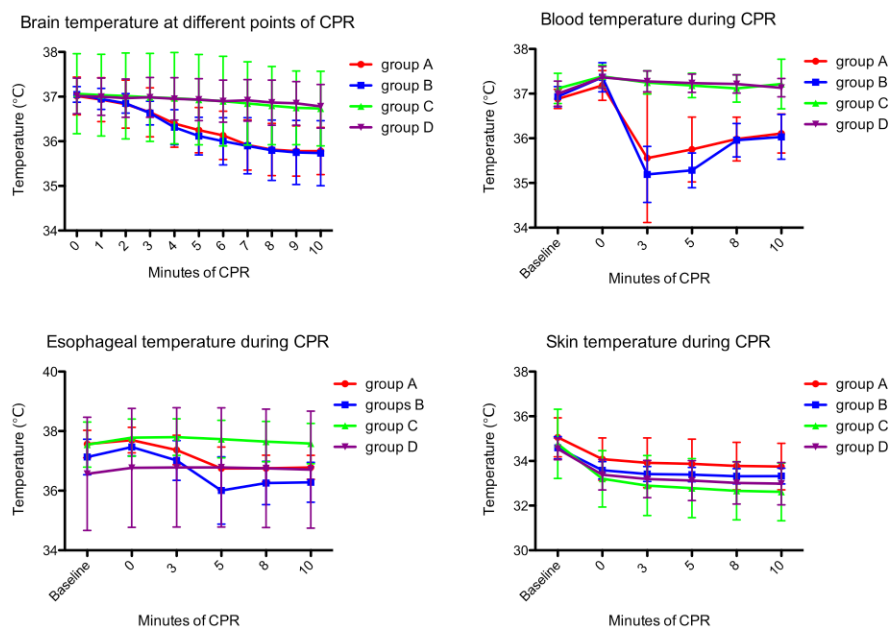 Brain temperature at different points of CPR
Temperature (°C)
38
37
36
35
34
0
1
2
3
4
5
6
7
8
9
10
Minutes of CPR
group A
group B
group C
group D
Blood temperature during CPR
Temperature (°C)
38
37
36
35
34
Baseline
0
3
5
8
10
Minutes of CPR
group A
group B
group C
group D
Esophageal temperature during CPR
Temperature (°C)
40
38
36
34
Baseline
0
3
5
8
10
Minutes of CPR
group A
groups B
group C
group D
Skin temperature during CPR
Temperature (°C)
38
36
34
32
30
Baseline
0
3
5
8
10
Minutes of CPR
group A
group B
group C
group D